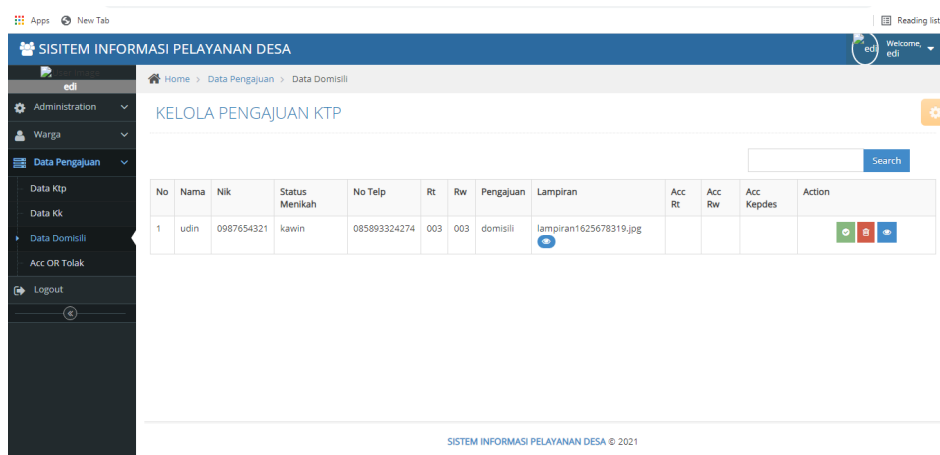 Apps New Tab Reading list
SISITEM INFORMASI PELAYANAN DESA edi Welcome, edi
edi
Home > Data Pengajuan > Data Domisili
Administration
KELOLA PENGAJUAN KTP
Warga
Data Pengajuan
Search
Data Ktp
Data Kk
Data Domisili
Acc OR Tolak
Logout
No Nama Nik Status Menikah No Telp Rt Rw Pengajuan Lampiran Acc Rt Acc Rw Acc Kepdes Action
1 udin 0987654321 kawin 085893324274 003 003 domisili lampiran1625678319.jpg
SISTEM INFORMASI PELAYANAN DESA © 2021